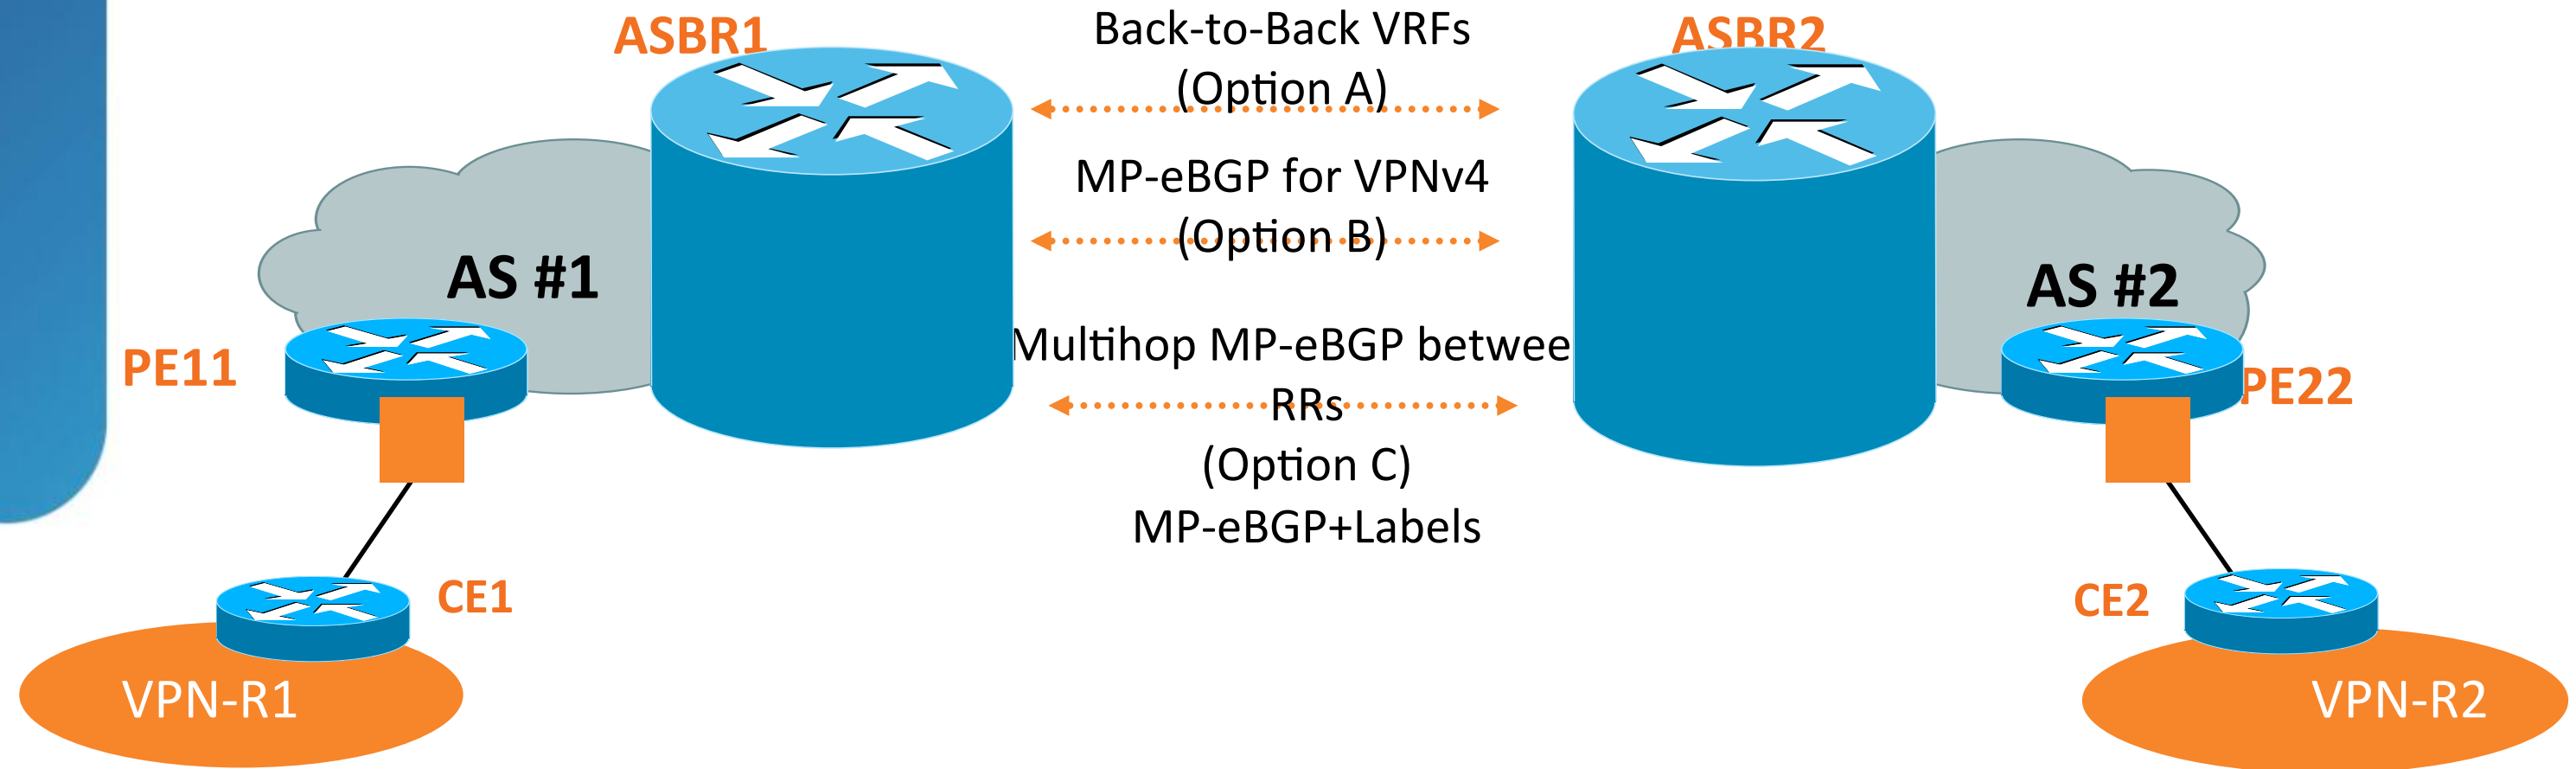 ASBR1
Back-to-Back VRFs
(Option A)
ASBR2
MP-eBGP for VPNv4
(Option B)
AS #1
AS #2
Multihop MP-eBGP betwee
RRs
(Option C)
MP-eBGP+Labels
PE11
PE22
CE1
CE2
VPN-R1
VPN-R2